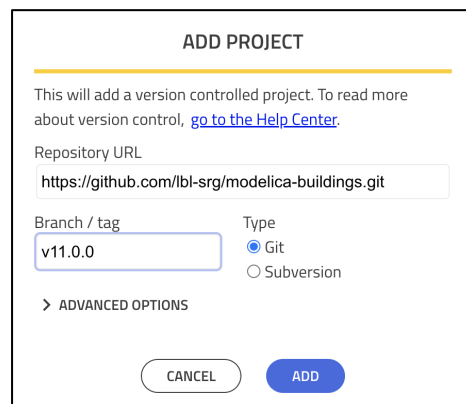 ADD PROJECT
This will add a version controlled project. To read more
about version control, go to the Help Center.
Repository URL
https://github.com/lbl-srg/modelica-buildings.git
Branch / tag
Type
v11.0.0
Git
Subversion
ADVANCED OPTIONS
CANCEL
ADD